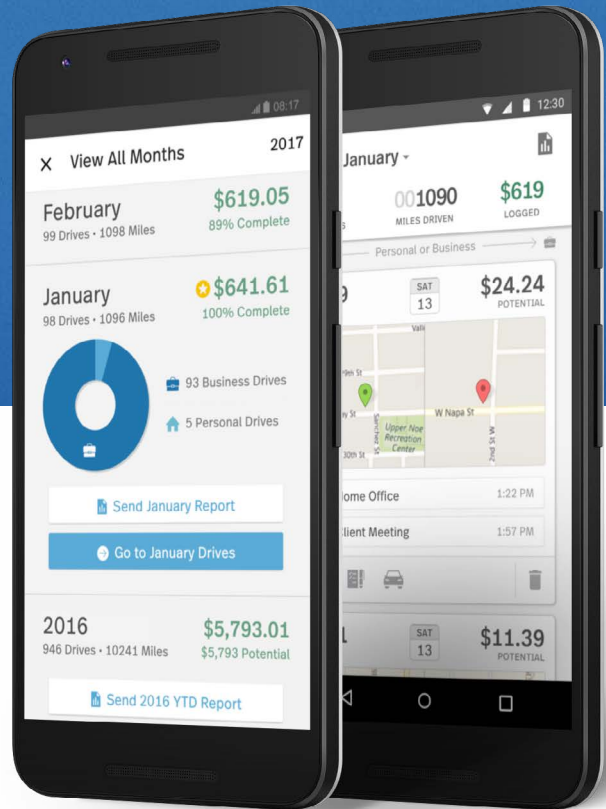 08:17
View All Months
2017
February
$619.05
99 Drives • 1098 Miles
89% Complete
January
$641.61
98 Drives • 1096 Miles
100% Complete
93 Business Drives
5 Personal Drives
Send January Report
Go to January Drives
2016
$5,793.01
946 Drives • 10241 Miles
$5,793 Potential
Send 2016 YTD Report
12:30
January
001090
$619
MILES DRIVEN
LOGGED
Personal or Business
9
SAT
13
$24.24
POTENTIAL
W Napa St
Upper Noe
Recreation
Center
30th St
2nd St W
ome Office
1:22 PM
lient Meeting
1:57 PM
1
SAT
13
$11.39
POTENTIAL